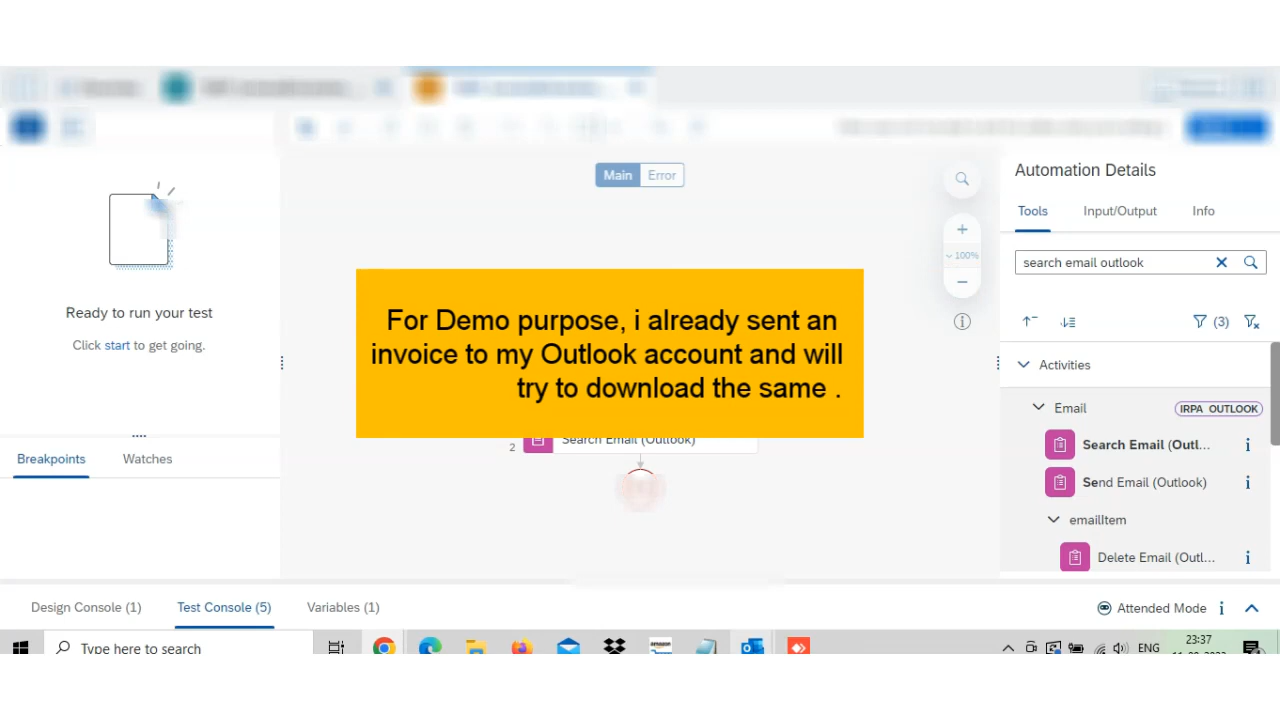 Main Error
Automation Details
Tools Input/Output Info
search email outlook
100%
Ready to run your test
Click start to get going.
For Demo purpose, i already sent an
invoice to my Outlook account and will
try to download the same .
(3)
Activities
Email IRPA OUTLOOK
2 Search Email (Outlook)
Search Email (Outl...
Send Email (Outlook)
emailItem
Delete Email (Outl...
Breakpoints Watches
Design Console (1) Test Console (5) Variables (1)
Attended Mode
Type here to search
amazon
ENG
23:37